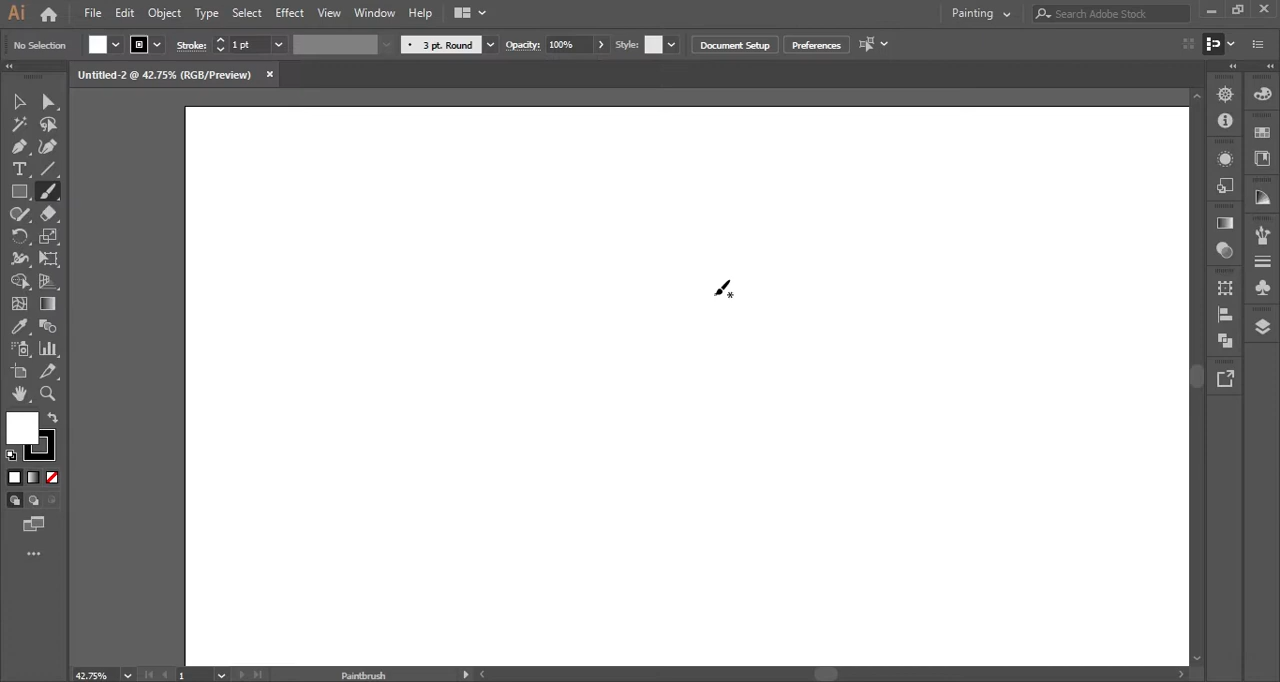 Ai File Edit Object Type Select Effect View Window Help Painting Search Adobe Stock
No Selection Stroke: 1 pt 3 pt. Round Opacity: 100% Style: Document Setup Preferences
Untitled-2 @ 42.75% (RGB/Preview)
42.75% 1 Paintbrush